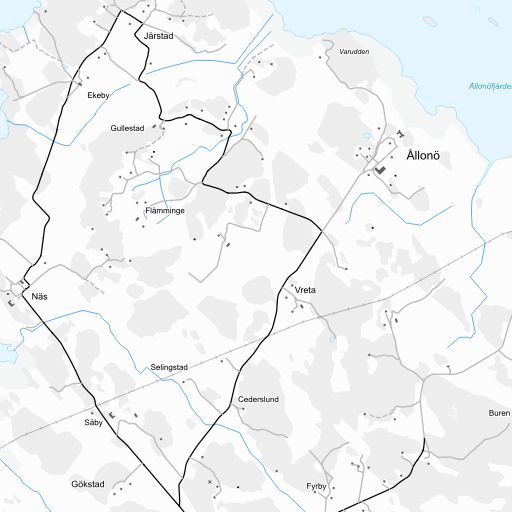 Järstad
Varudden
Ållonöfjärden
Ekeby
Gullestad
Ållonö
Flämminge
Näs
Vreta
Selingstad
Cederslund
Säby
Buren
Gökstad
Fyrby